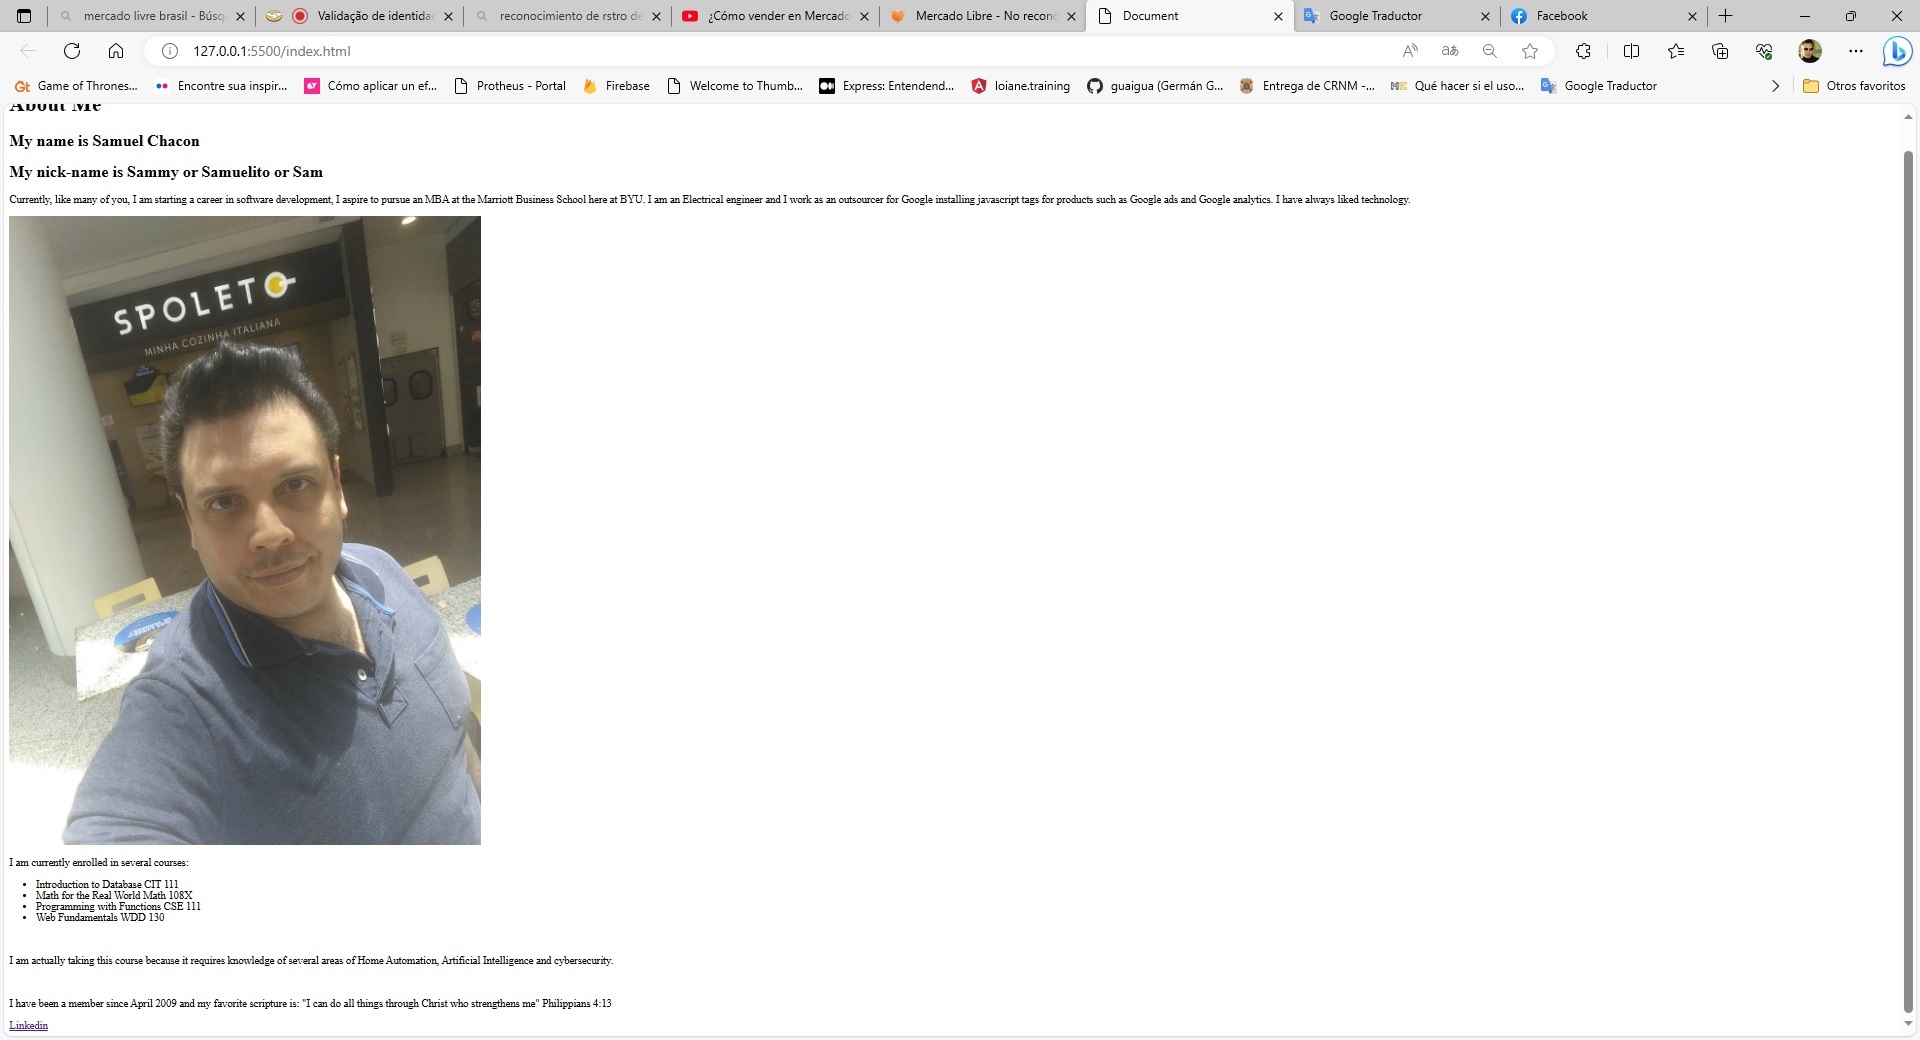 mercado livre brasil - Búsq
Validação de identida
reconocimiento de rstro de
¿Cómo vender en Mercado
Mercado Libre - No recono
Document
Google Traductor
Facebook
127.0.0.1:5500/index.html
Game of Thrones...
Encontre sua inspir...
Cómo aplicar un ef...
Protheus - Portal
Firebase
Welcome to Thumb...
Express: Entendend...
loiane.training
guaigua (Germán G...
Entrega de CRNM -...
Qué hacer si el uso...
Google Traductor
Otros favoritos
About Me
My name is Samuel Chacon
My nick-name is Sammy or Samuelito or Sam
Currently, like many of you, I am starting a career in software development, I aspire to pursue an MBA at the Marriott Business School here at BYU. I am an Electrical engineer and I work as an outsourcer for Google installing javascript tags for products such as Google ads and Google analytics. I have always liked technology.
SPOLETO
MINHA COZINHA ITALIANA
I am currently enrolled in several courses:
Introduction to Database CIT 111
Math for the Real World Math 108X
Programming with Functions CSE 111
Web Fundamentals WDD 130
I am actually taking this course because it requires knowledge of several areas of Home Automation, Artificial Intelligence and cybersecurity.
I have been a member since April 2009 and my favorite scripture is: "I can do all things through Christ who strengthens me" Philippians 4:13
Linkedin